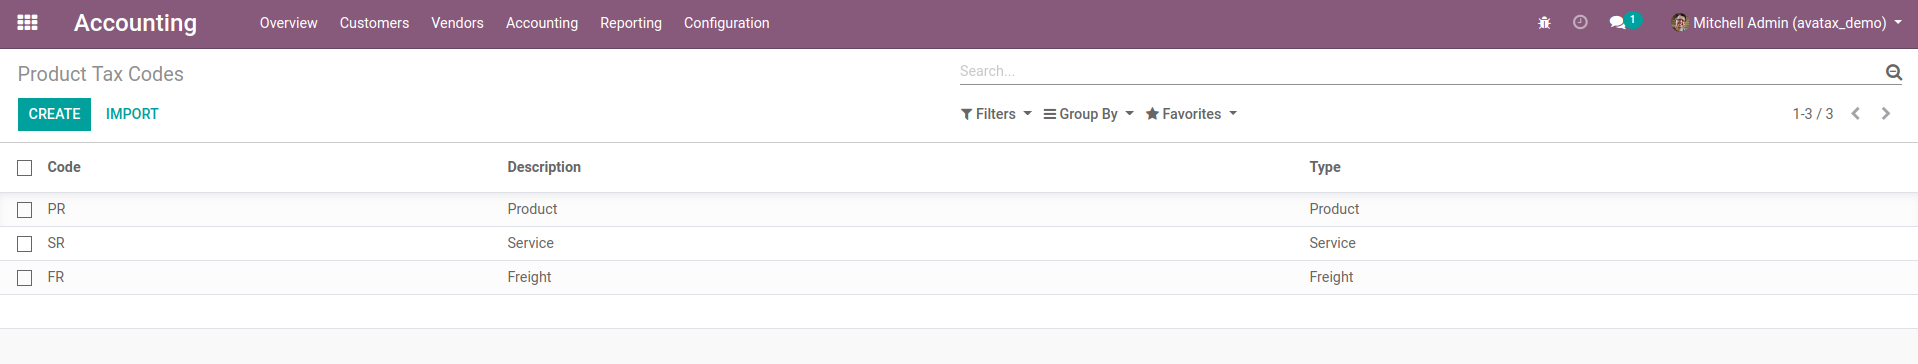 Accounting Overview Customers Vendors Accounting Reporting Configuration 1 Mitchell Admin (avatax_demo)
Product Tax Codes Search...
CREATE IMPORT Filters Group By Favorites 1-3 / 3
Code Description Type
PR Product Product
SR Service Service
FR Freight Freight